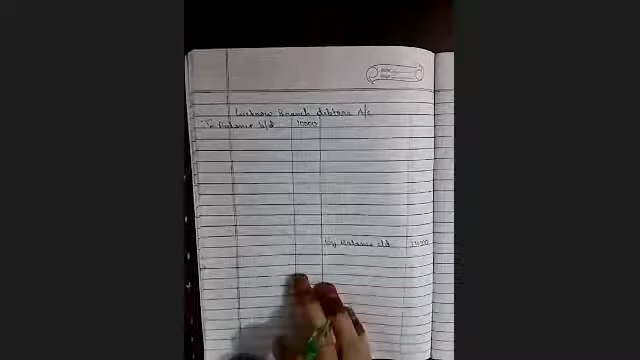 Lucknow Branch debtors A/c
To Balance b/d 10000
By Balance c/d